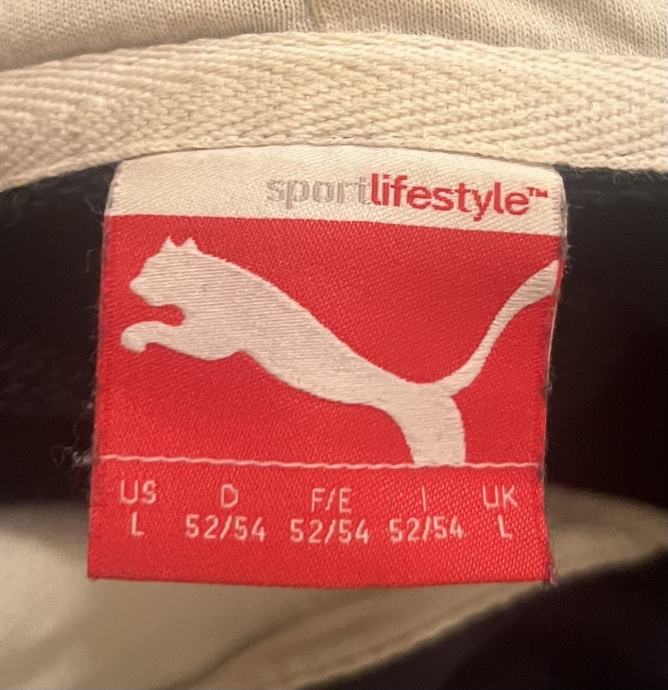 sportlifestyle™
US D F/E I UK
L 52/54 52/54 52/54 L